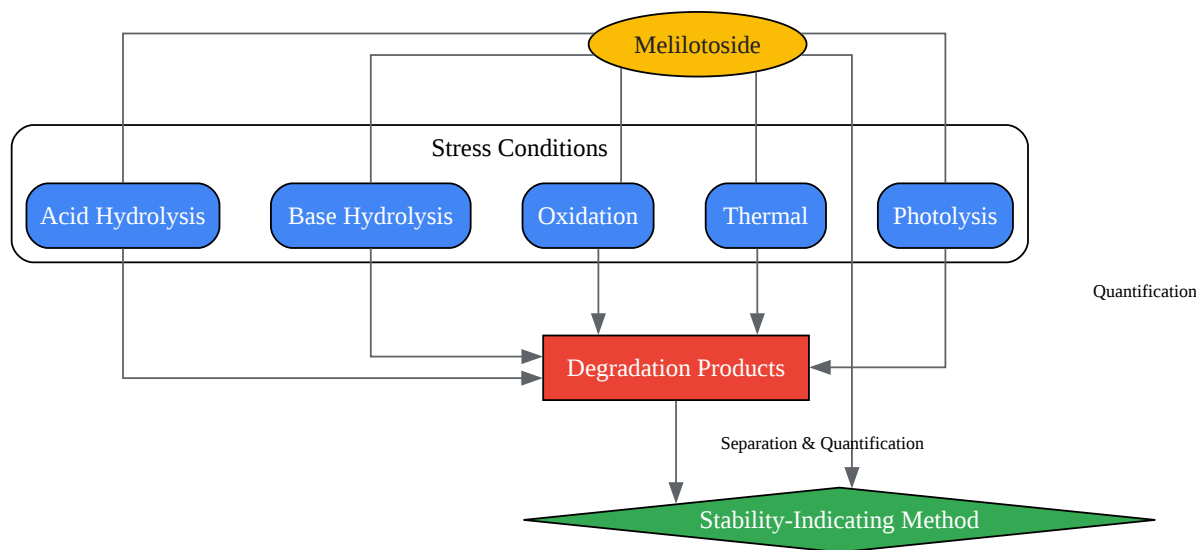 Melilotoside
Stress Conditions
Acid Hydrolysis
Base Hydrolysis
Oxidation
Thermal
Photolysis
Quantification
Degradation Products
Separation & Quantification
Stability-Indicating Method